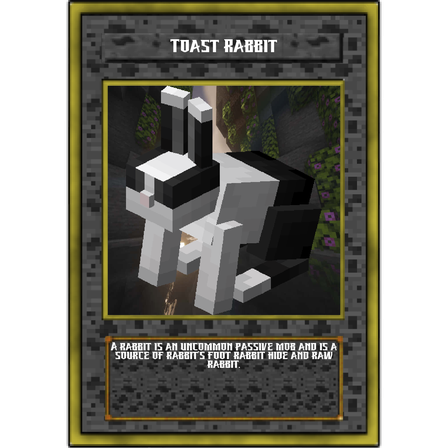 TOAST RABBIT
A RABBIT IS AN UNCOMMON PASSIVE MOB AND IS A
SOURCE OF RABBIT'S FOOT RABBIT HIDE AND RAW
RABBIT.